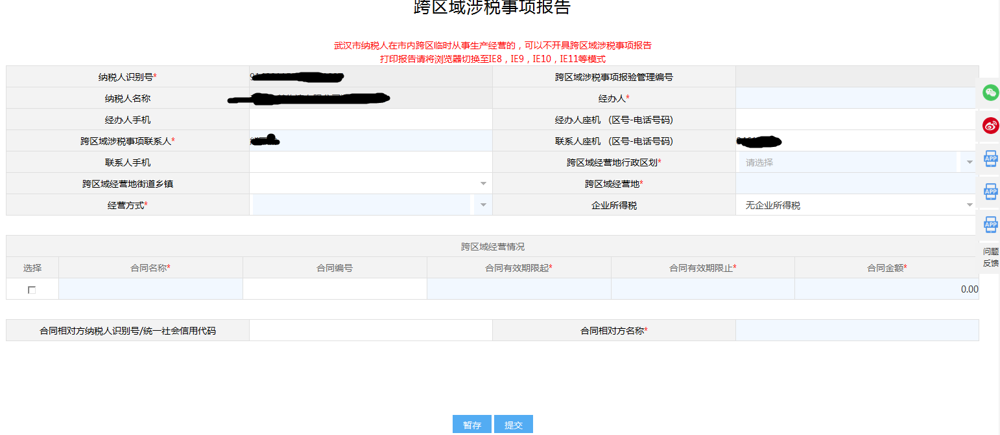 跨区域涉税事项报告
武汉市纳税人在市内跨区临时从事生产经营的，可以不开具跨区域涉税事项报告
打印报告请将浏览器切换至IE8，IE9，IE10，IE11等模式
纳税人识别号* 跨区域涉税事项报验管理编号
纳税人名称 经办人*
经办人手机 经办人座机 （区号-电话号码）
跨区域涉税事项联系人* 联系人座机 （区号-电话号码）
联系人手机 跨区域经营地行政区划* 请选择
跨区域经营地街道乡镇 跨区域经营地*
经营方式* 企业所得税 无企业所得税
APP
APP
APP
问题
反馈
跨区域经营情况
选择 合同名称* 合同编号 合同有效期限起* 合同有效期限止* 合同金额*
0.00
合同相对方纳税人识别号/统一社会信用代码 合同相对方名称*
暂存 提交